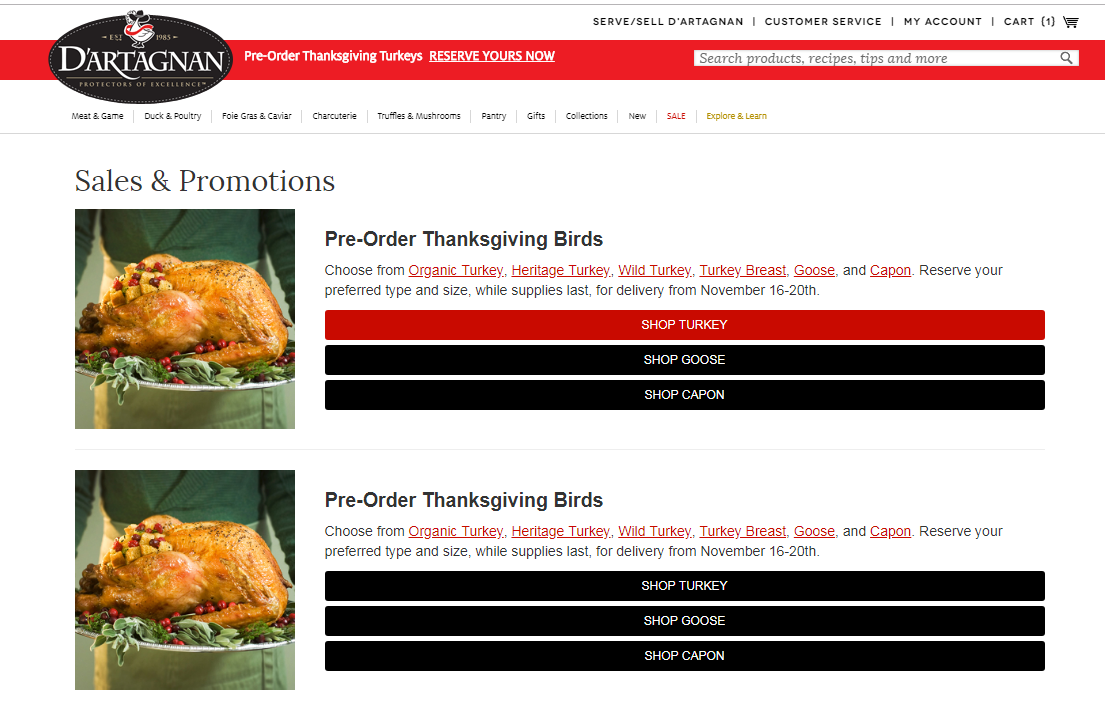 SERVE/SELL D'ARTAGNAN | CUSTOMER SERVICE | MY ACCOUNT | CART (1)
EST 1985
D'ARTAGNAN
PROTECTORS OF EXCELLENCE™
Pre-Order Thanksgiving Turkeys RESERVE YOURS NOW
Search products, recipes, tips and more
Meat & Game Duck & Poultry Foie Gras & Caviar Charcuterie Truffles & Mushrooms Pantry Gifts Collections New SALE Explore & Learn
Sales & Promotions
Pre-Order Thanksgiving Birds
Choose from Organic Turkey, Heritage Turkey, Wild Turkey, Turkey Breast, Goose, and Capon. Reserve your
preferred type and size, while supplies last, for delivery from November 16-20th.
SHOP TURKEY
SHOP GOOSE
SHOP CAPON
Pre-Order Thanksgiving Birds
Choose from Organic Turkey, Heritage Turkey, Wild Turkey, Turkey Breast, Goose, and Capon. Reserve your
preferred type and size, while supplies last, for delivery from November 16-20th.
SHOP TURKEY
SHOP GOOSE
SHOP CAPON